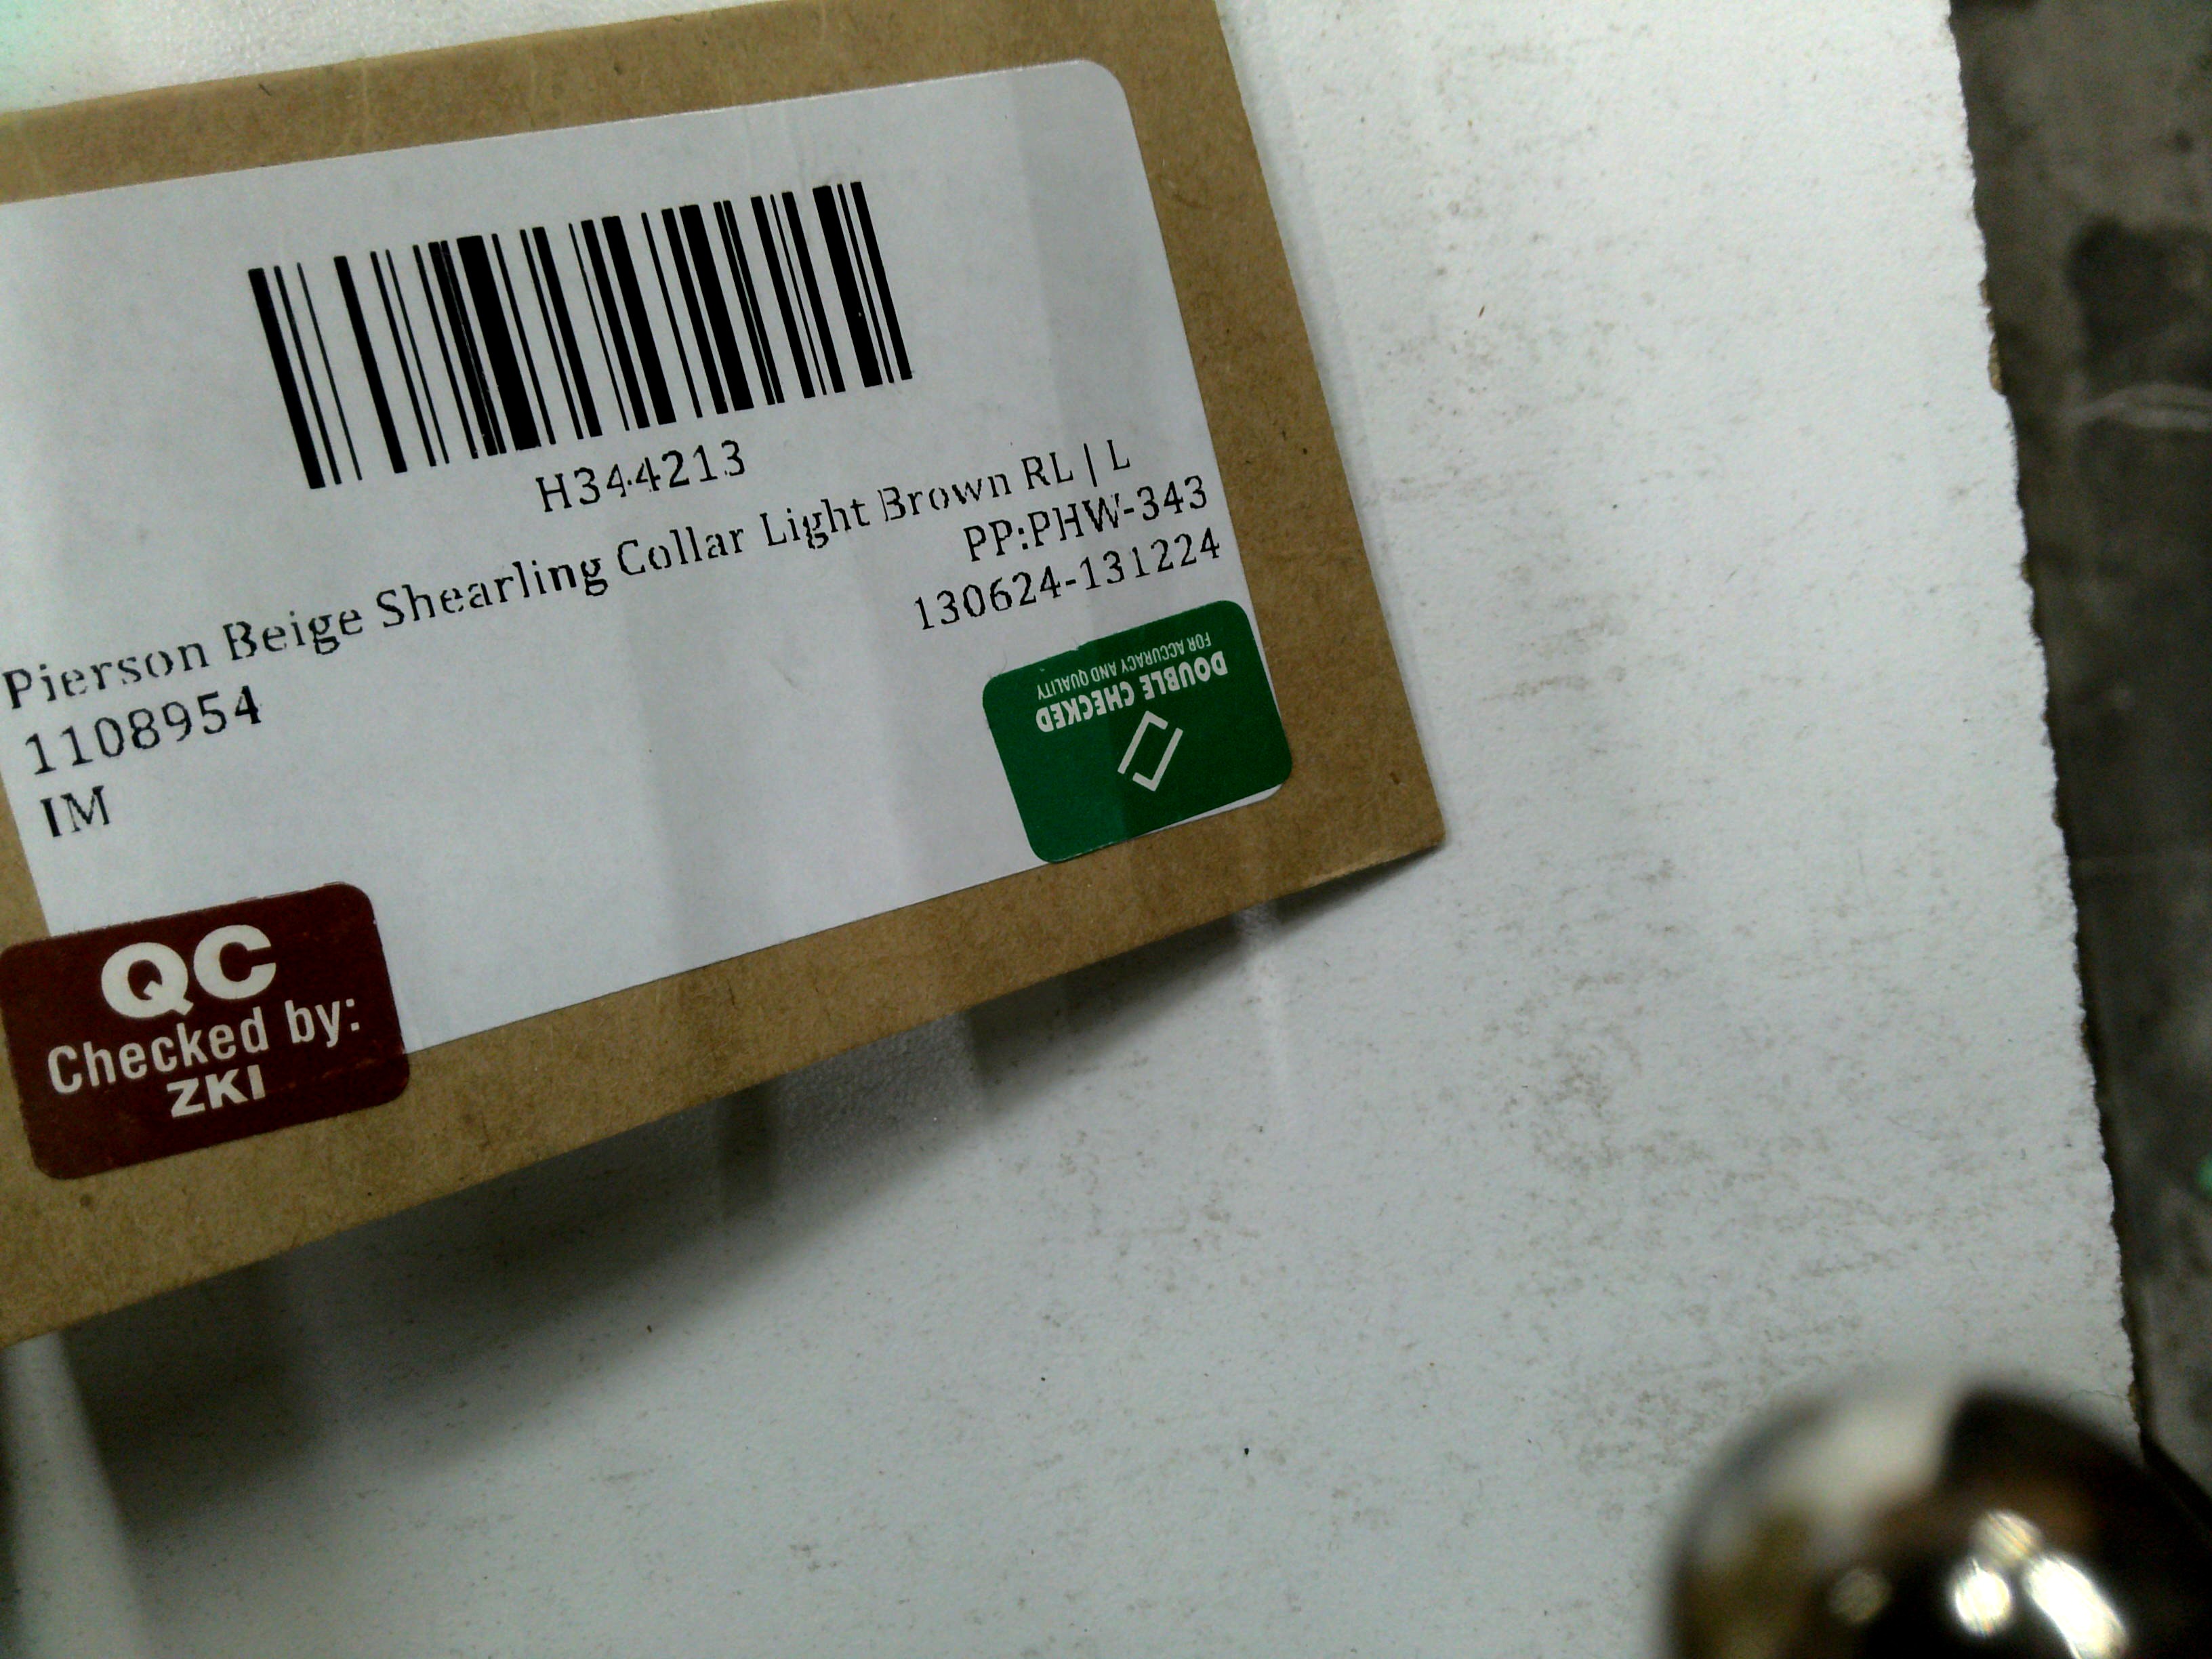 H344213
Pierson Beige Shearling Collar Light Brown RL | L
PP:PHW-343
130624-131224
1108954
IM
DOUBLE CHECKED
FOR ACCURACY AND QUALITY
QC
Checked by:
ZKI